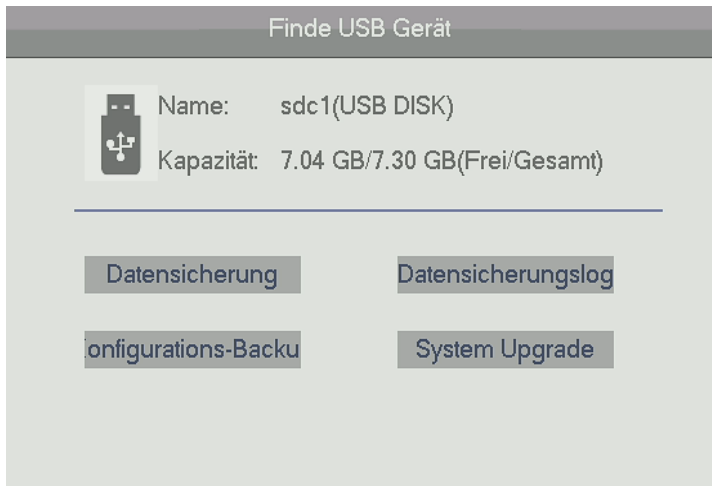 Finde USB Gerät
Name: sdc1(USB DISK)
Kapazität: 7.04 GB/7.30 GB(Frei/Gesamt)
Datensicherung Datensicherungslog
onfigurations-Backu System Upgrade